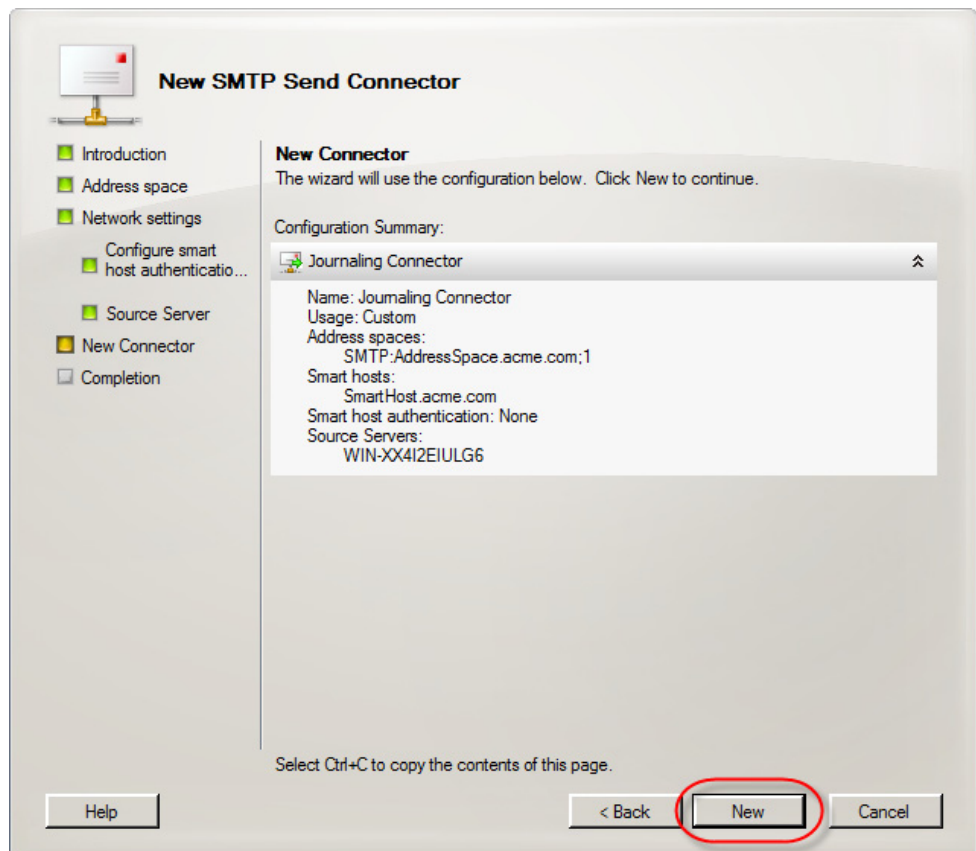 New SMTP Send Connector
Introduction
Address space
Network settings
Configure smart
host authenticatio...
Source Server
New Connector
Completion
New Connector
The wizard will use the configuration below. Click New to continue.
Configuration Summary:
Journaling Connector
Name: Journaling Connector
Usage: Custom
Address spaces:
SMTP:AddressSpace.acme.com;1
Smart hosts:
SmartHost.acme.com
Smart host authentication: None
Source Servers:
WIN-XX4I2EIULG6
Select Ctrl+C to copy the contents of this page.
Help
< Back
New
Cancel